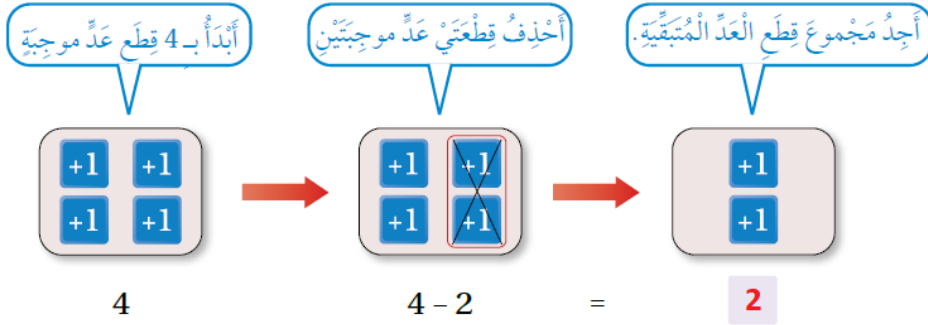 أَبْدَأُ بِـ 4 قِطَعِ عَدٍّ موجِبَةٍ
أَحْذِفُ قِطْعَتَيْ عَدٍّ موجِبَتَيْنِ
أَجِدُ مَجْموعَ قِطَعِ الْعَدِّ الْمُتَبَقِّيَةِ.
+1 +1
+1 +1
+1 +1
+1 +1
+1
+1
4
4 – 2 = 2